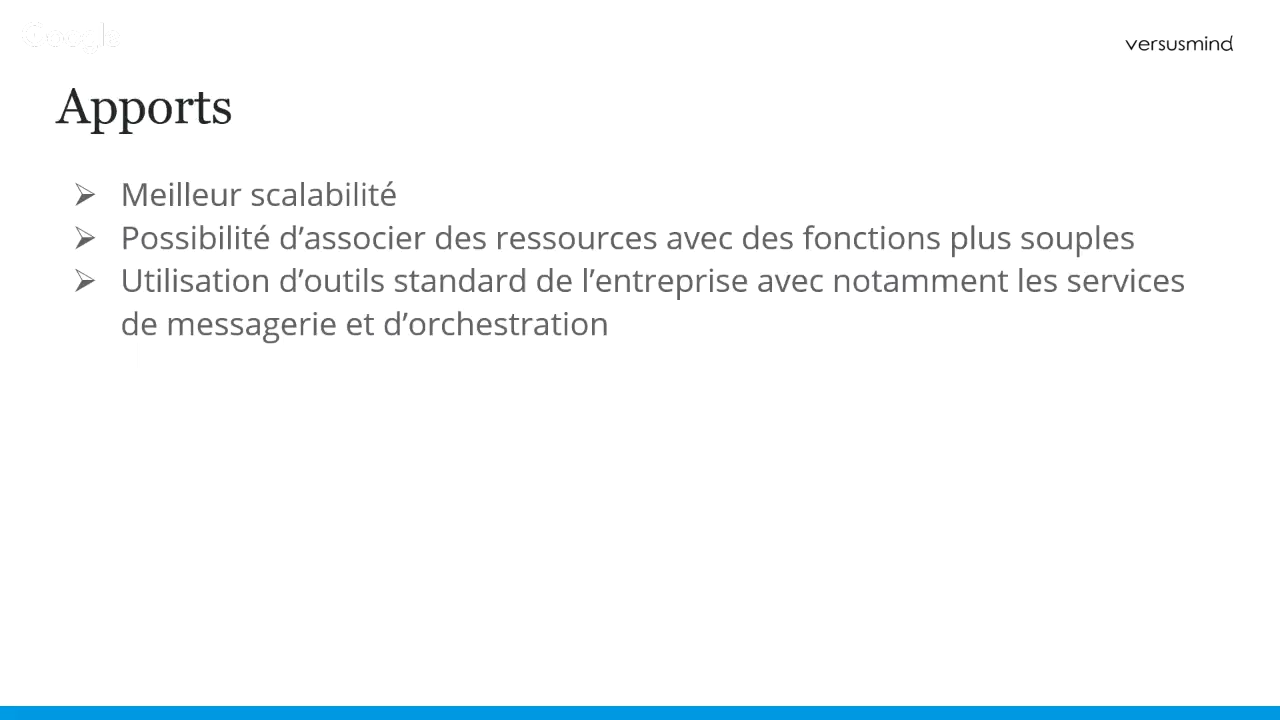 Google
versusmind
Apports
➢ Meilleur scalabilité
➢ Possibilité d’associer des ressources avec des fonctions plus souples
➢ Utilisation d’outils standard de l’entreprise avec notamment les services
de messagerie et d’orchestration